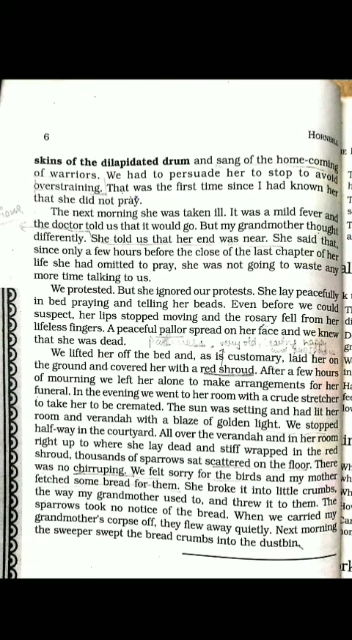 6
HORNBILL
skins of the dilapidated drum and sang of the home-coming
of warriors. We had to persuade her to stop to avoid
overstraining. That was the first time since I had known her
that she did not pray.
The next morning she was taken ill. It was a mild fever and
the doctor told us that it would go. But my grandmother thought
differently. She told us that her end was near. She said that,
since only a few hours before the close of the last chapter of her
life she had omitted to pray, she was not going to waste any
more time talking to us.
We protested. But she ignored our protests. She lay peacefully
in bed praying and telling her beads. Even before we could
suspect, her lips stopped moving and the rosary fell from her
lifeless fingers. A peaceful pallor spread on her face and we knew
that she was dead.
We lifted her off the bed and, as is customary, laid her on
the ground and covered her with a red shroud. After a few hours
of mourning we left her alone to make arrangements for her
funeral. In the evening we went to her room with a crude stretcher
to take her to be cremated. The sun was setting and had lit her
room and verandah with a blaze of golden light. We stopped
half-way in the courtyard. All over the verandah and in her room
right up to where she lay dead and stiff wrapped in the red
shroud, thousands of sparrows sat scattered on the floor. There
was no chirruping. We felt sorry for the birds and my mother
fetched some bread for them. She broke it into little crumbs,
the way my grandmother used to, and threw it to them. The
sparrows took no notice of the bread. When we carried my
grandmother's corpse off, they flew away quietly. Next morning
the sweeper swept the bread crumbs into the dustbin.